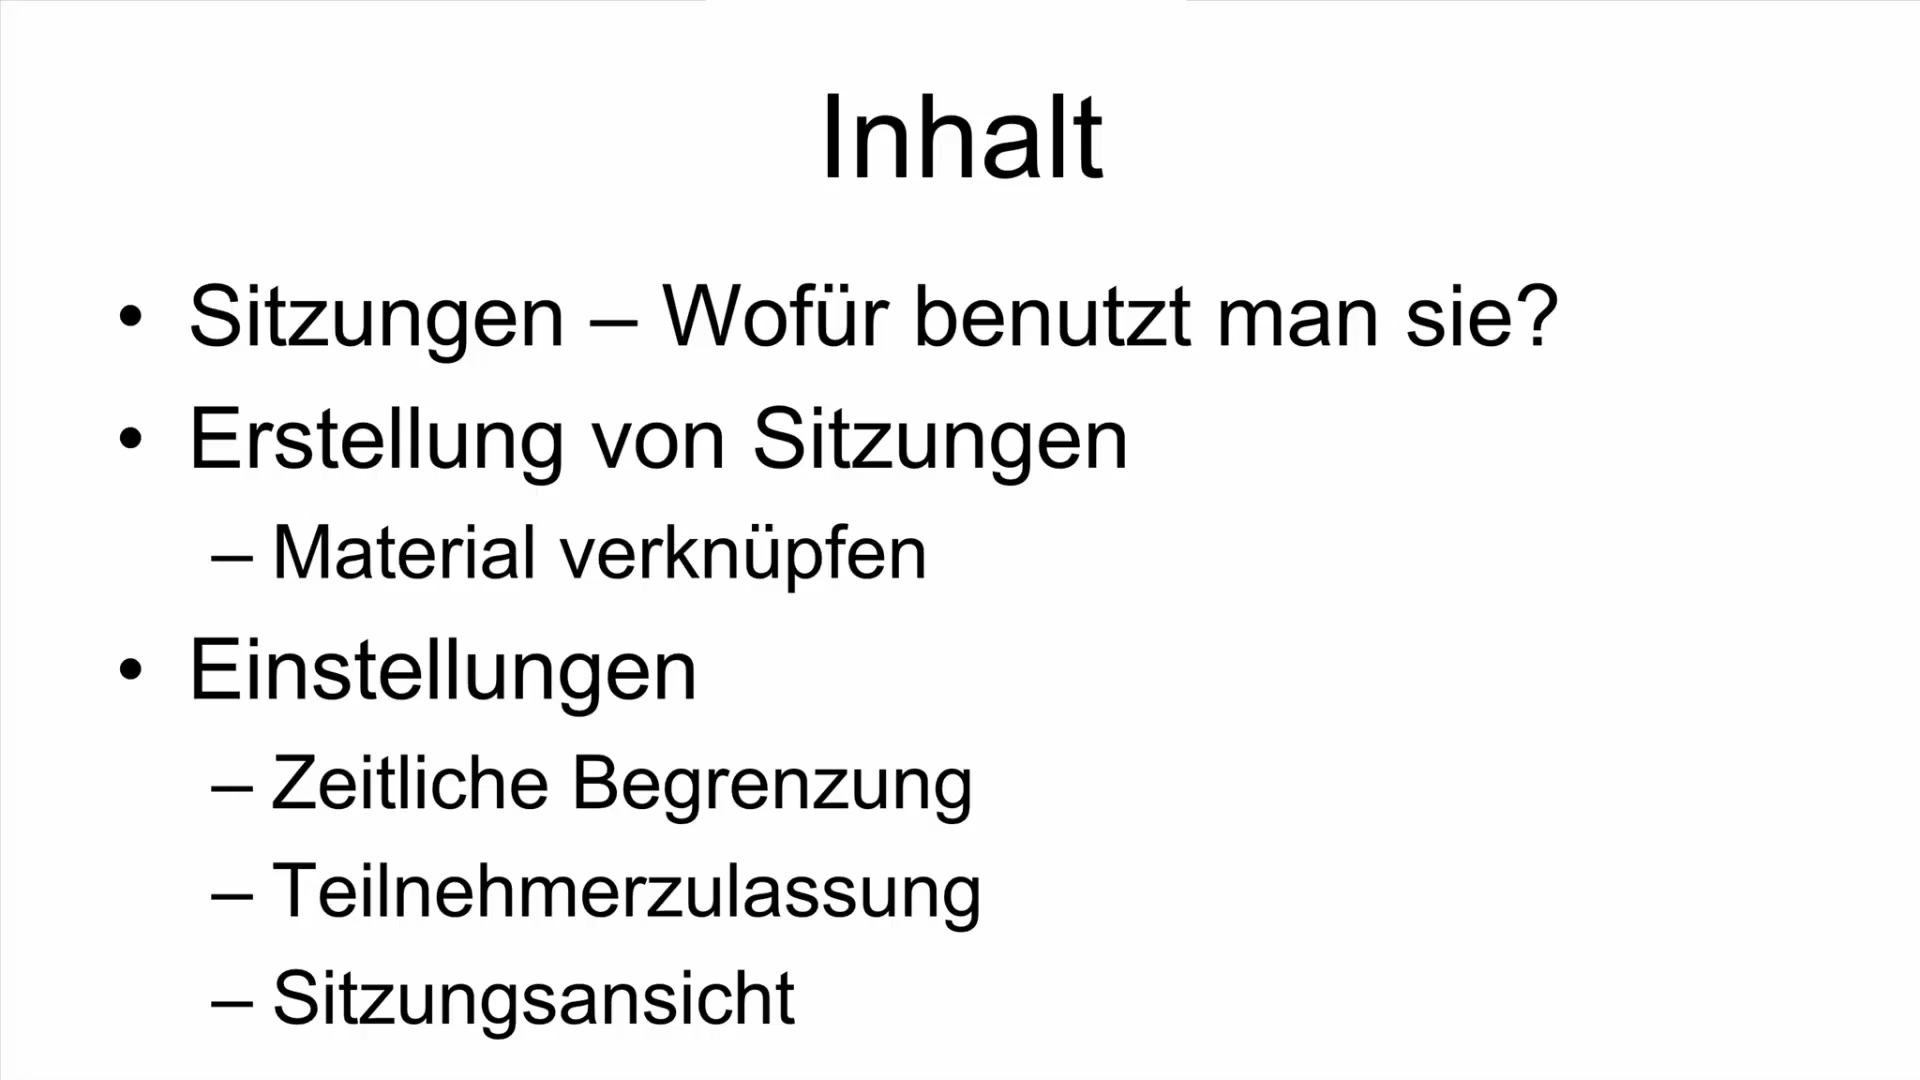 Inhalt
• Sitzungen – Wofür benutzt man sie?
• Erstellung von Sitzungen
– Material verknüpfen
• Einstellungen
– Zeitliche Begrenzung
– Teilnehmerzulassung
– Sitzungsansicht